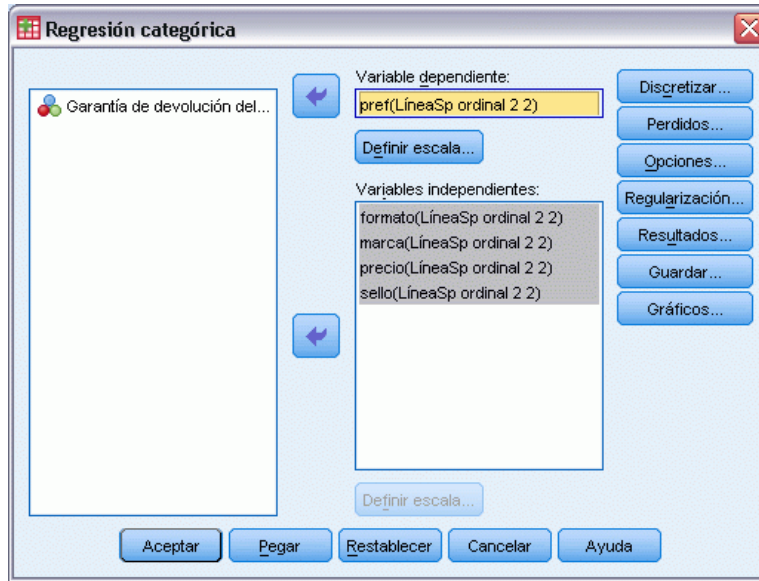 Regresión categórica
Garantía de devolución del...
Variable dependiente:
pref(LíneaSp ordinal 2 2)
Definir escala...
Variables independientes:
formato(LíneaSp ordinal 2 2)
marca(LíneaSp ordinal 2 2)
precio(LíneaSp ordinal 2 2)
sello(LíneaSp ordinal 2 2)
Definir escala...
Discretizar...
Perdidos...
Opciones...
Regularización...
Resultados...
Guardar...
Gráficos...
Aceptar
Pegar
Restablecer
Cancelar
Ayuda